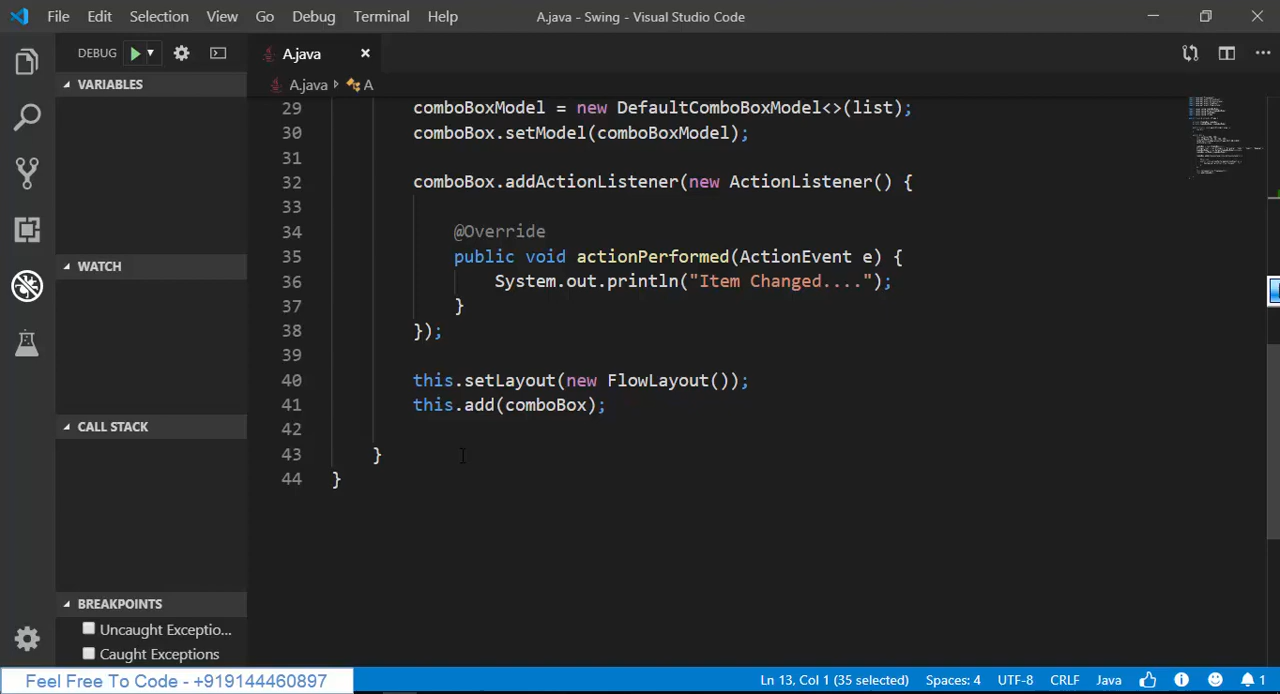 File Edit Selection View Go Debug Terminal Help A.java - Swing - Visual Studio Code
DEBUG
A.java
VARIABLES
A.java A
29 comboBoxModel = new DefaultComboBoxModel<>(list);
30 comboBox.setModel(comboBoxModel);
31
32 comboBox.addActionListener(new ActionListener() {
33
34 @Override
35 public void actionPerformed(ActionEvent e) {
36 System.out.println("Item Changed....");
37 }
38 });
39
40 this.setLayout(new FlowLayout());
41 this.add(comboBox);
42
43 }
44 }
WATCH
CALL STACK
BREAKPOINTS
Uncaught Exceptio...
Caught Exceptions
Feel Free To Code - +919144460897
Ln 13, Col 1 (35 selected) Spaces: 4 UTF-8 CRLF Java 1